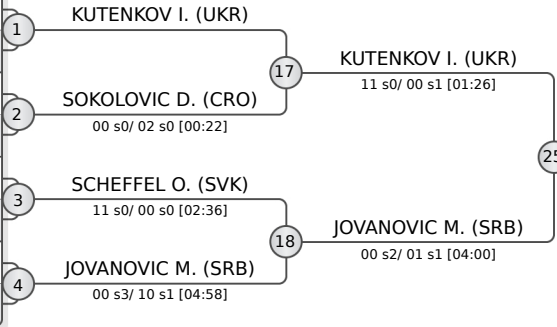 KUTENKOV I. (UKR)
1
17
KUTENKOV I. (UKR)
11 s0/ 00 s1 [01:26]
SOKOLOVIC D. (CRO)
2
00 s0/ 02 s0 [00:22]
25
SCHEFFEL O. (SVK)
3
11 s0/ 00 s0 [02:36]
18
JOVANOVIC M. (SRB)
00 s2/ 01 s1 [04:00]
JOVANOVIC M. (SRB)
4
00 s3/ 10 s1 [04:58]